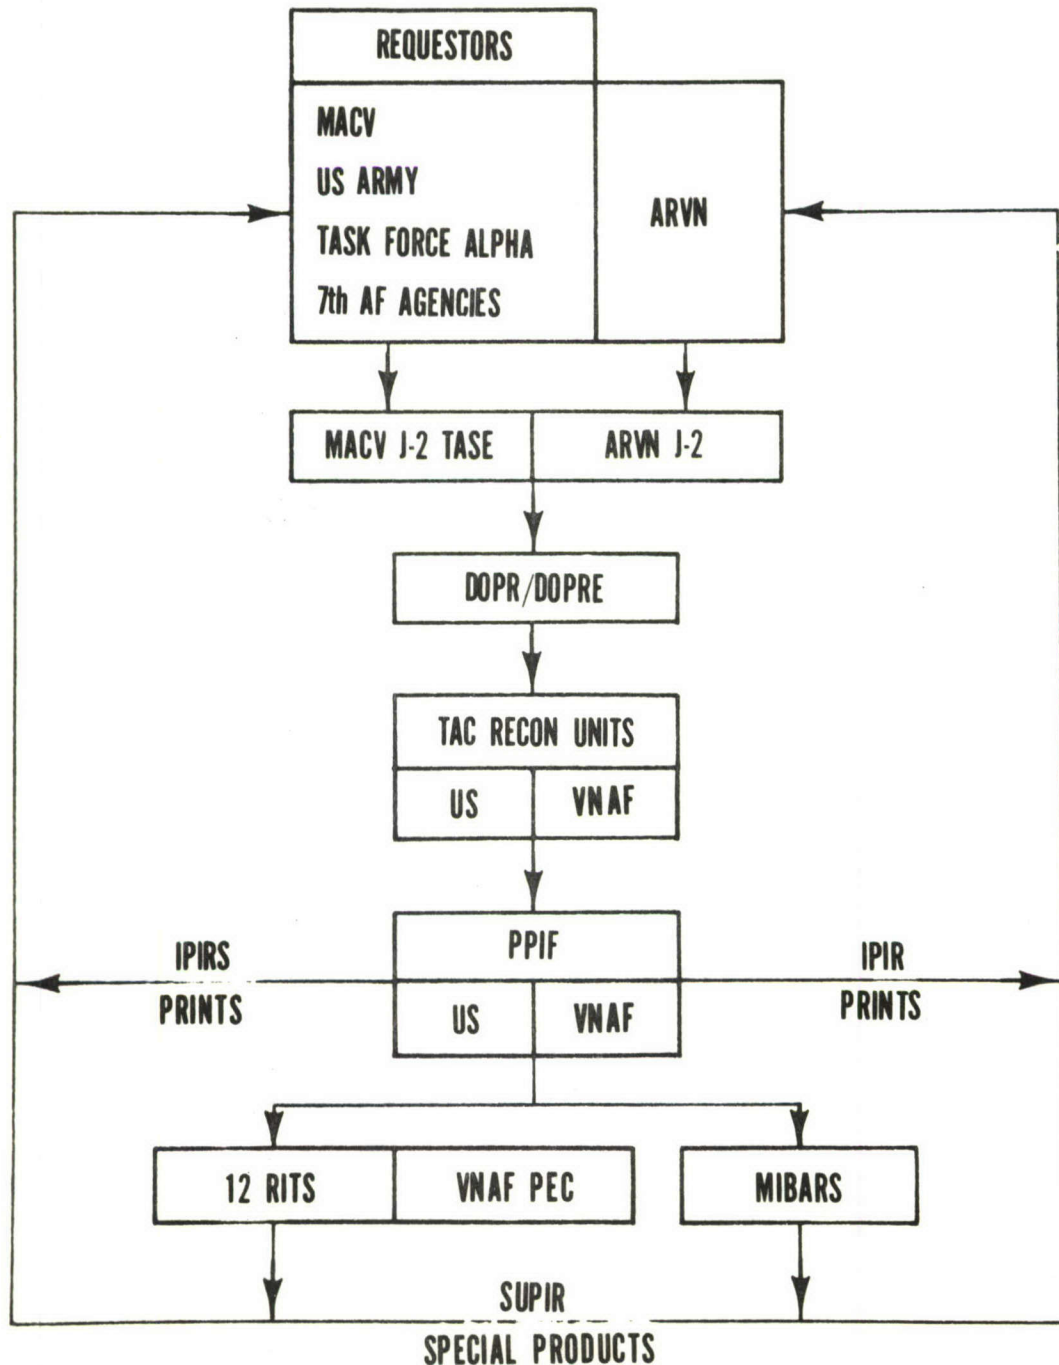 REQUESTORS
MACV
US ARMY
TASK FORCE ALPHA
7th AF AGENCIES
ARVN
MACV J-2 TASE
ARVN J-2
DOPR/DOPRE
TAC RECON UNITS
US
VNAF
PPIF
US
VNAF
IPIRS
PRINTS
IPIR
PRINTS
12 RITS
VNAF PEC
MIBARS
SUPIR
SPECIAL PRODUCTS